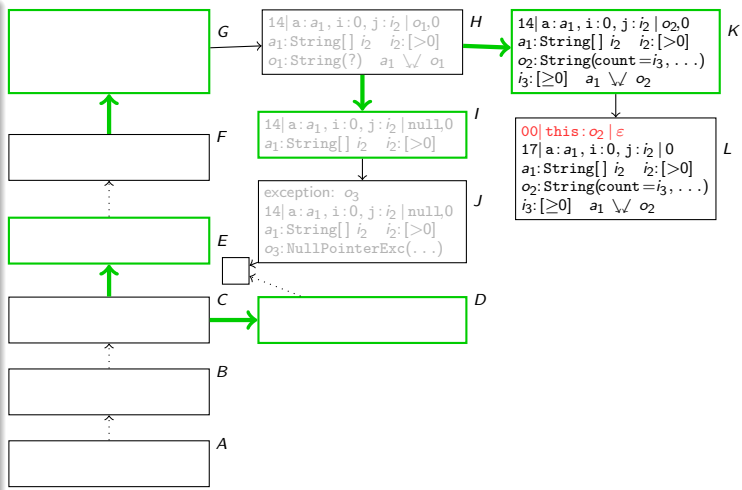 G
H
14| a: a₁, i:0, j: i₂ | o₁,0
a₁: String[ ] i₂ i₂: [>0]
o₁: String(?) a₁ \↙/ o₁
K
14| a: a₁, i:0, j: i₂ | o₂,0
a₁: String[ ] i₂ i₂: [>0]
o₂: String(count=i₃, ...)
i₃: [≥0] a₁ \↙/ o₂
F
I
14| a: a₁, i:0, j: i₂ | null,0
a₁: String[ ] i₂ i₂: [>0]
L
00| this: o₂ | ε
17| a: a₁, i:0, j: i₂ | 0
a₁: String[ ] i₂ i₂: [>0]
o₂: String(count=i₃, ...)
i₃: [≥0] a₁ \↙/ o₂
J
exception: o₃
14| a: a₁, i:0, j: i₂ | null,0
a₁: String[ ] i₂ i₂: [>0]
o₃: NullPointerExc(...)
E
C
D
B
A